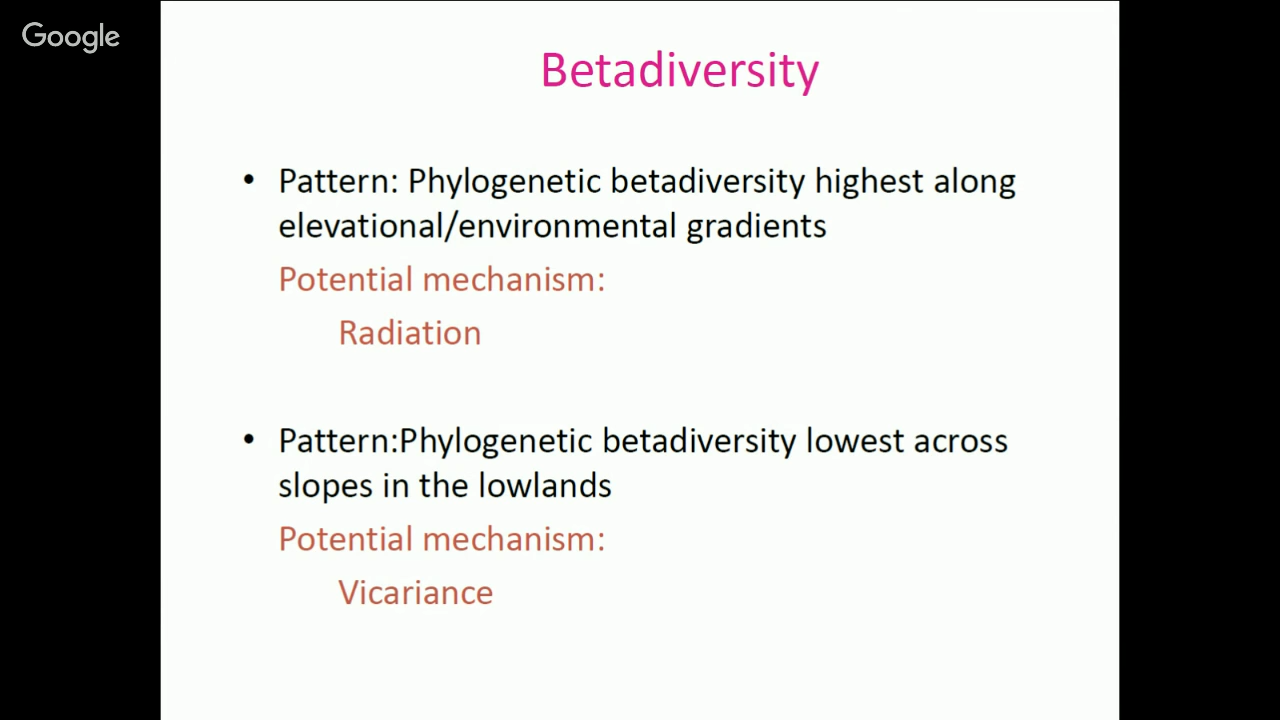 Google
Betadiversity
• Pattern: Phylogenetic betadiversity highest along
elevational/environmental gradients
Potential mechanism:
Radiation
• Pattern:Phylogenetic betadiversity lowest across
slopes in the lowlands
Potential mechanism:
Vicariance